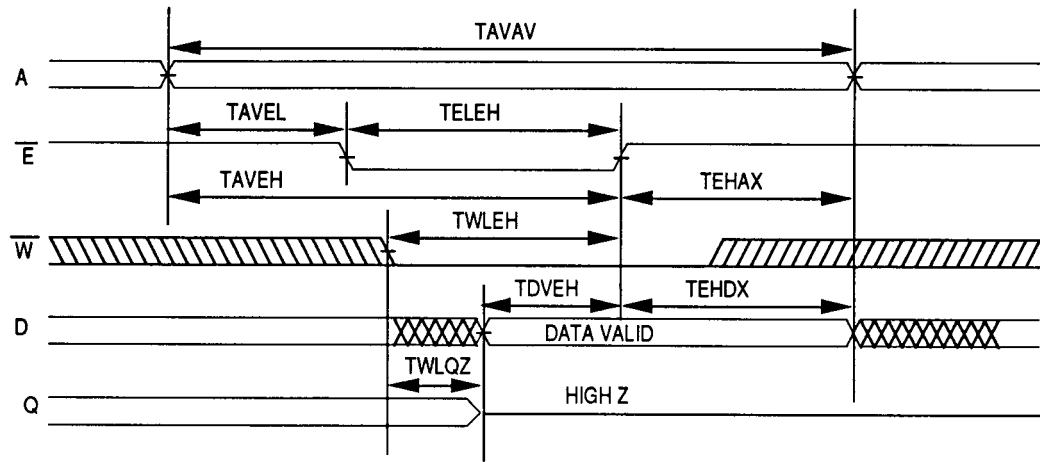 TAVAV
A
TAVEL TELEH
E
TAVEH TEHAX
TWLEH
W
TDVEH TEHDX
D DATA VALID
TWLQZ
Q HIGH Z